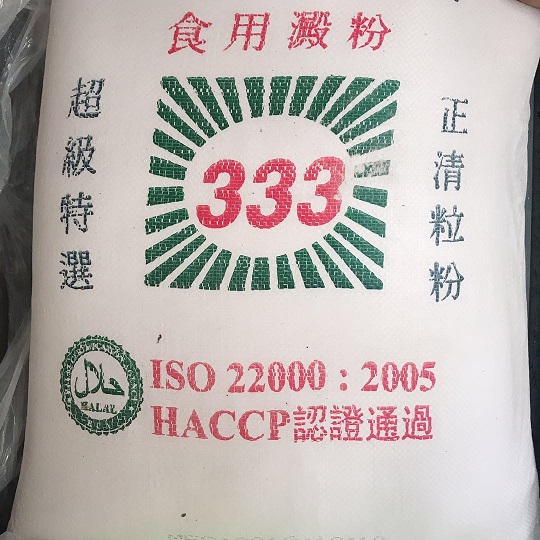 食用澱粉
超級特選
333
正清粒粉
حلال
HALAL
ISO 22000 : 2005
HACCP認證通過